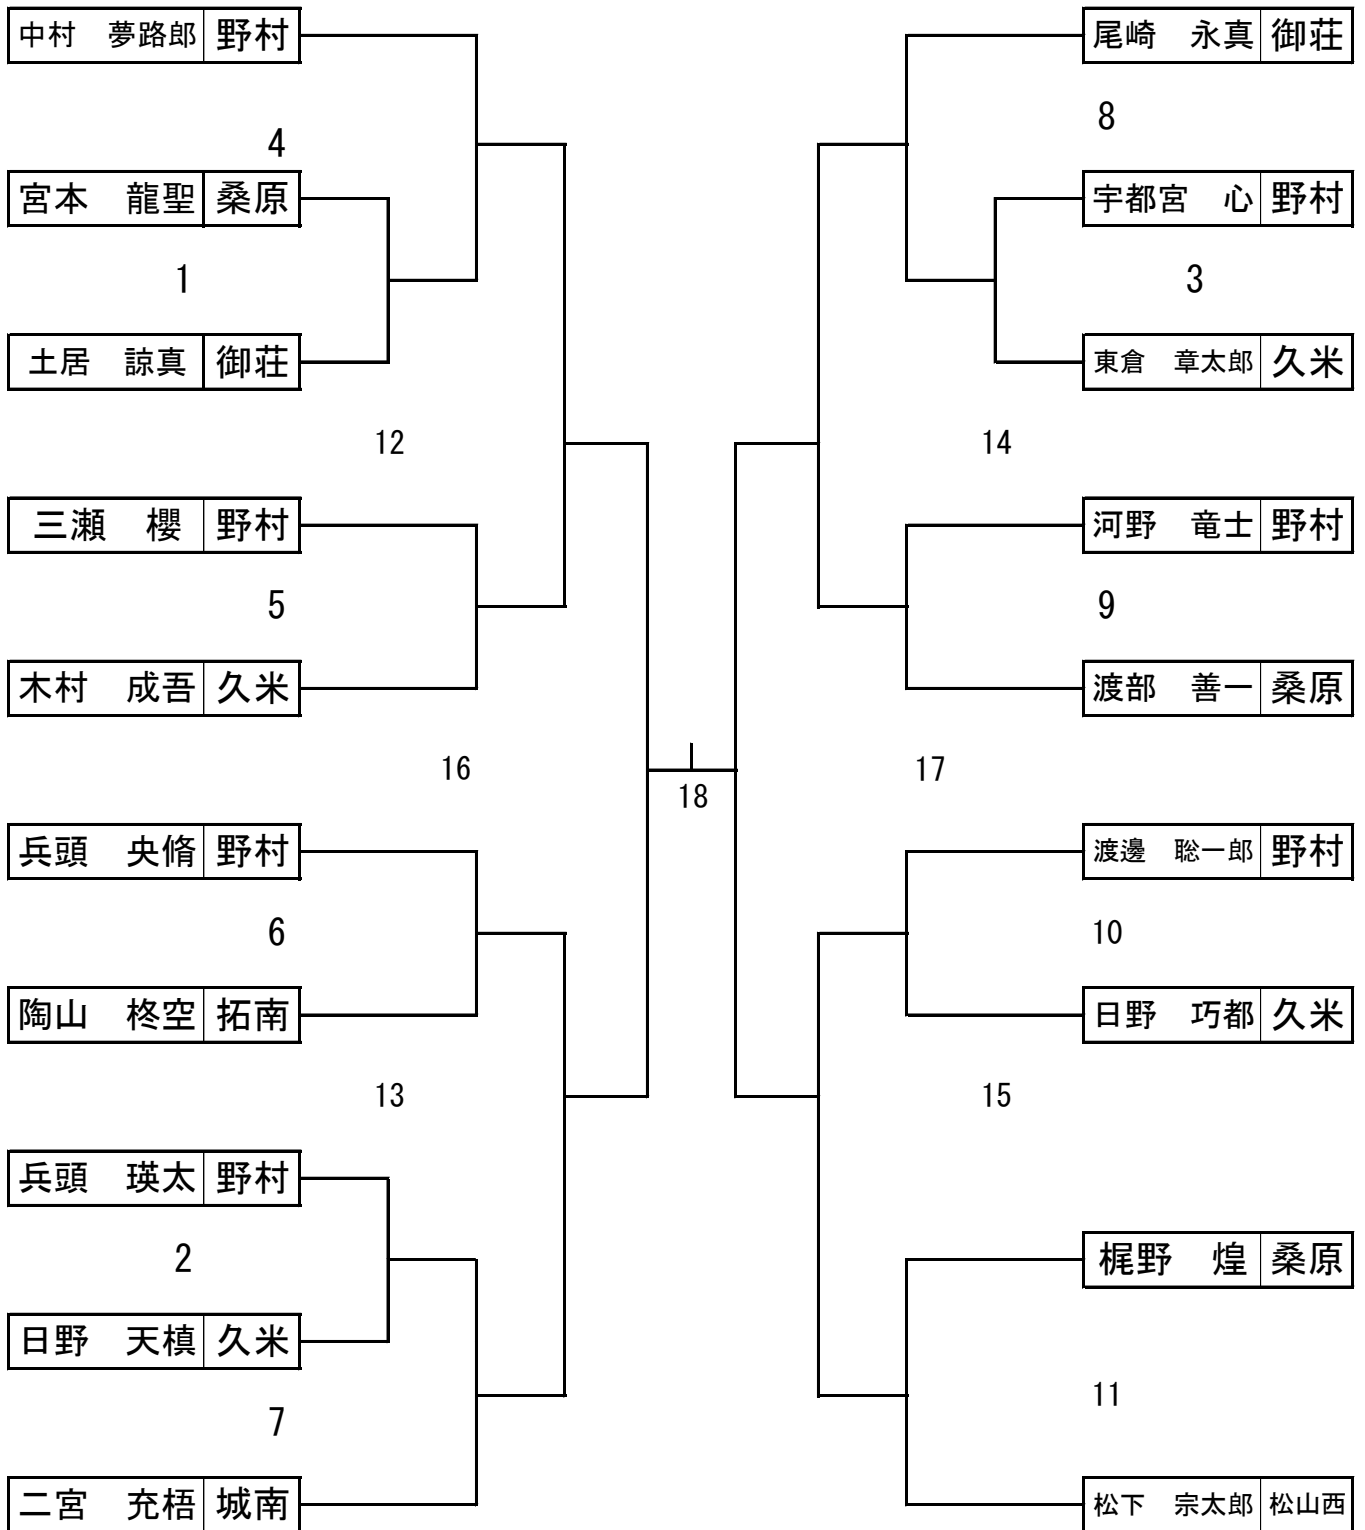 中村　夢路郎 野村
4
宮本　龍聖 桑原
1
土居　諒真 御荘
12
三瀬　櫻 野村
5
木村　成吾 久米
16
兵頭　央脩 野村
6
陶山　柊空 拓南
13
兵頭　瑛太 野村
2
日野　天槙 久米
7
二宮　充梧 城南
18
尾崎　永真 御荘
8
宇都宮　心 野村
3
東倉　章太郎 久米
14
河野　竜士 野村
9
渡部　善一 桑原
17
渡邊　聡一郎 野村
10
日野　巧都 久米
15
梶野　煌 桑原
11
松下　宗太郎 松山西